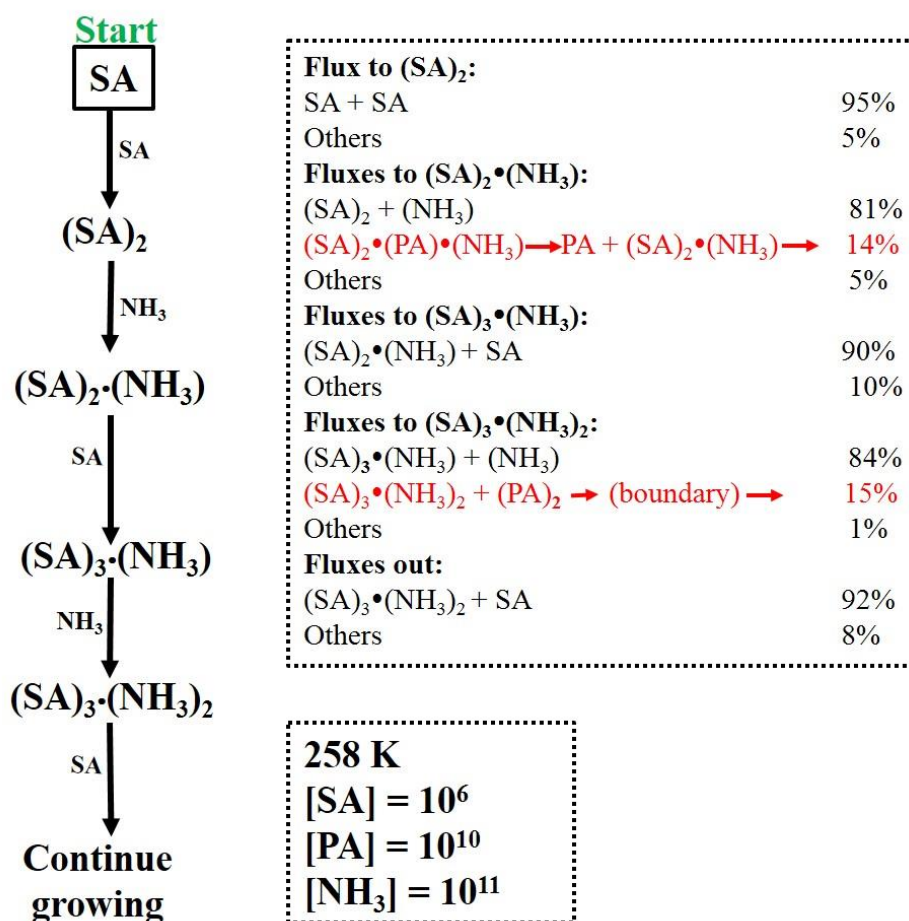 Start
SA
SA
(SA)₂
NH₃
(SA)₂·(NH₃)
SA
(SA)₃·(NH₃)
NH₃
(SA)₃·(NH₃)₂
SA
Continue
growing
Flux to (SA)₂:
SA + SA 95%
Others 5%
Fluxes to (SA)₂•(NH₃):
(SA)₂ + (NH₃) 81%
(SA)₂•(PA)•(NH₃)→PA + (SA)₂•(NH₃)→ 14%
Others 5%
Fluxes to (SA)₃•(NH₃):
(SA)₂•(NH₃) + SA 90%
Others 10%
Fluxes to (SA)₃•(NH₃)₂:
(SA)₃•(NH₃) + (NH₃) 84%
(SA)₃•(NH₃)₂ + (PA)₂ → (boundary) → 15%
Others 1%
Fluxes out:
(SA)₃•(NH₃)₂ + SA 92%
Others 8%
258 K
[SA] = 10⁶
[PA] = 10¹⁰
[NH₃] = 10¹¹